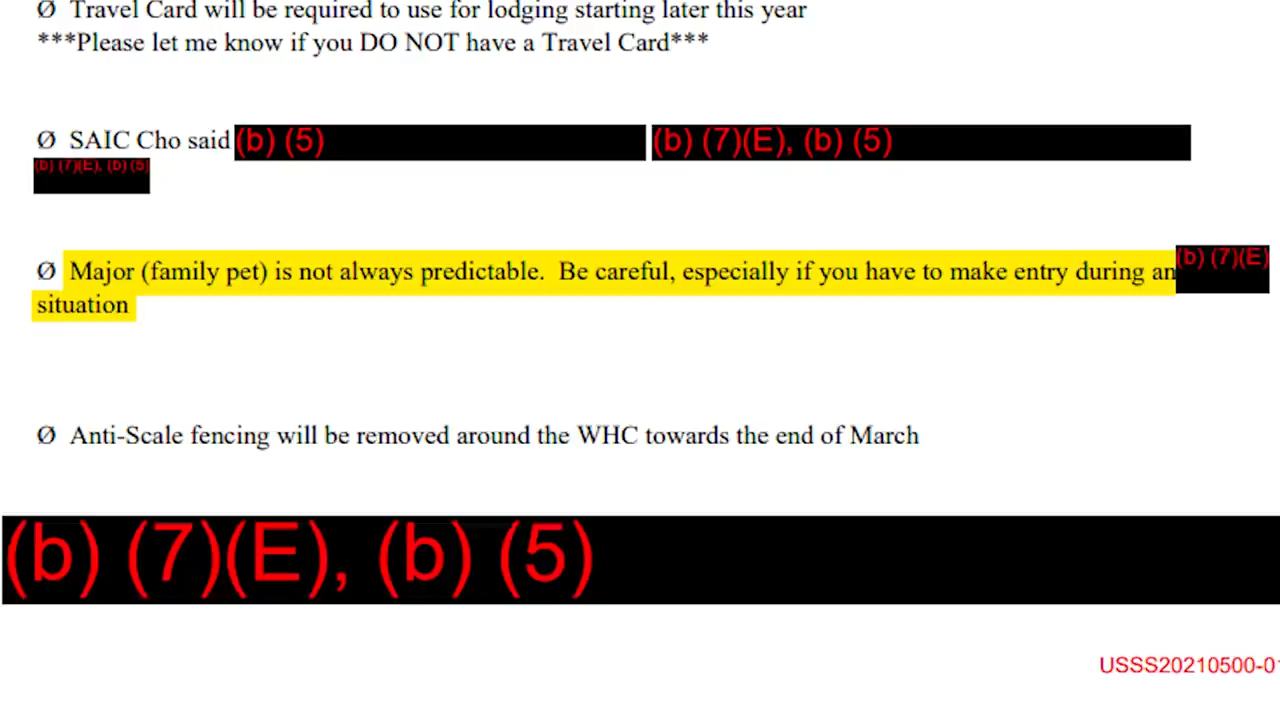 Ø Travel Card will be required to use for lodging starting later this year
***Please let me know if you DO NOT have a Travel Card***
Ø SAIC Cho said (b) (5) (b) (7)(E), (b) (5)
(b) (7)(E), (b) (5)
Ø Major (family pet) is not always predictable. Be careful, especially if you have to make entry during an (b) (7)(E)
situation
Ø Anti-Scale fencing will be removed around the WHC towards the end of March
(b) (7)(E), (b) (5)
USSS20210500-01